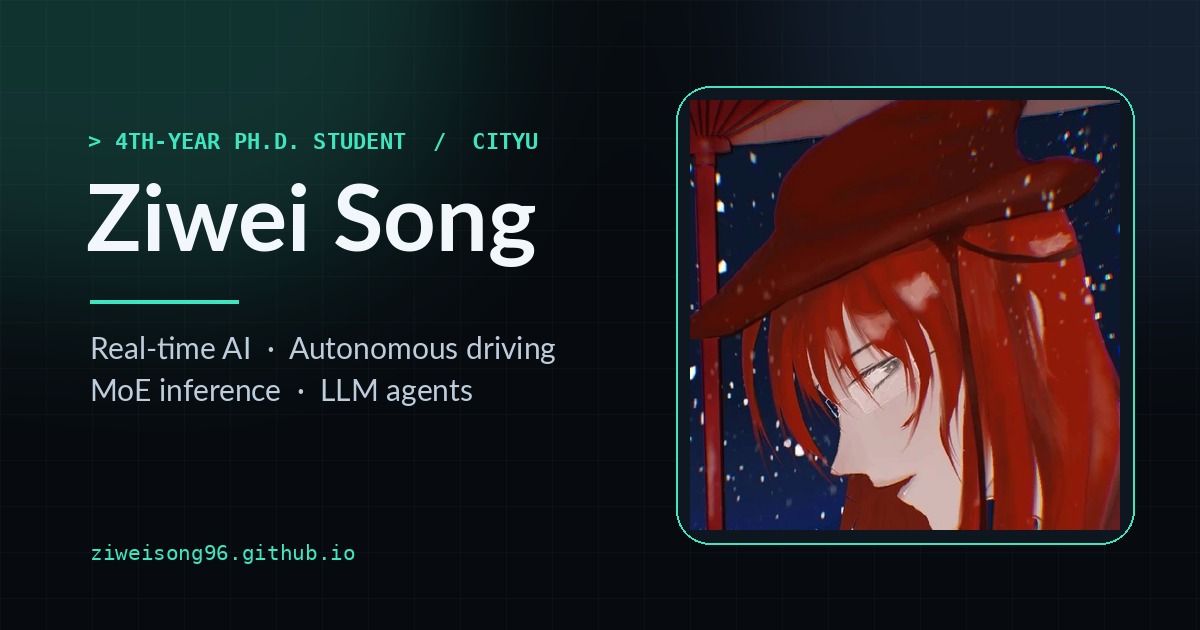 > 4TH-YEAR PH.D. STUDENT / CITYU
Ziwei Song
Real-time AI · Autonomous driving
MoE inference · LLM agents
ziweisong96.github.io